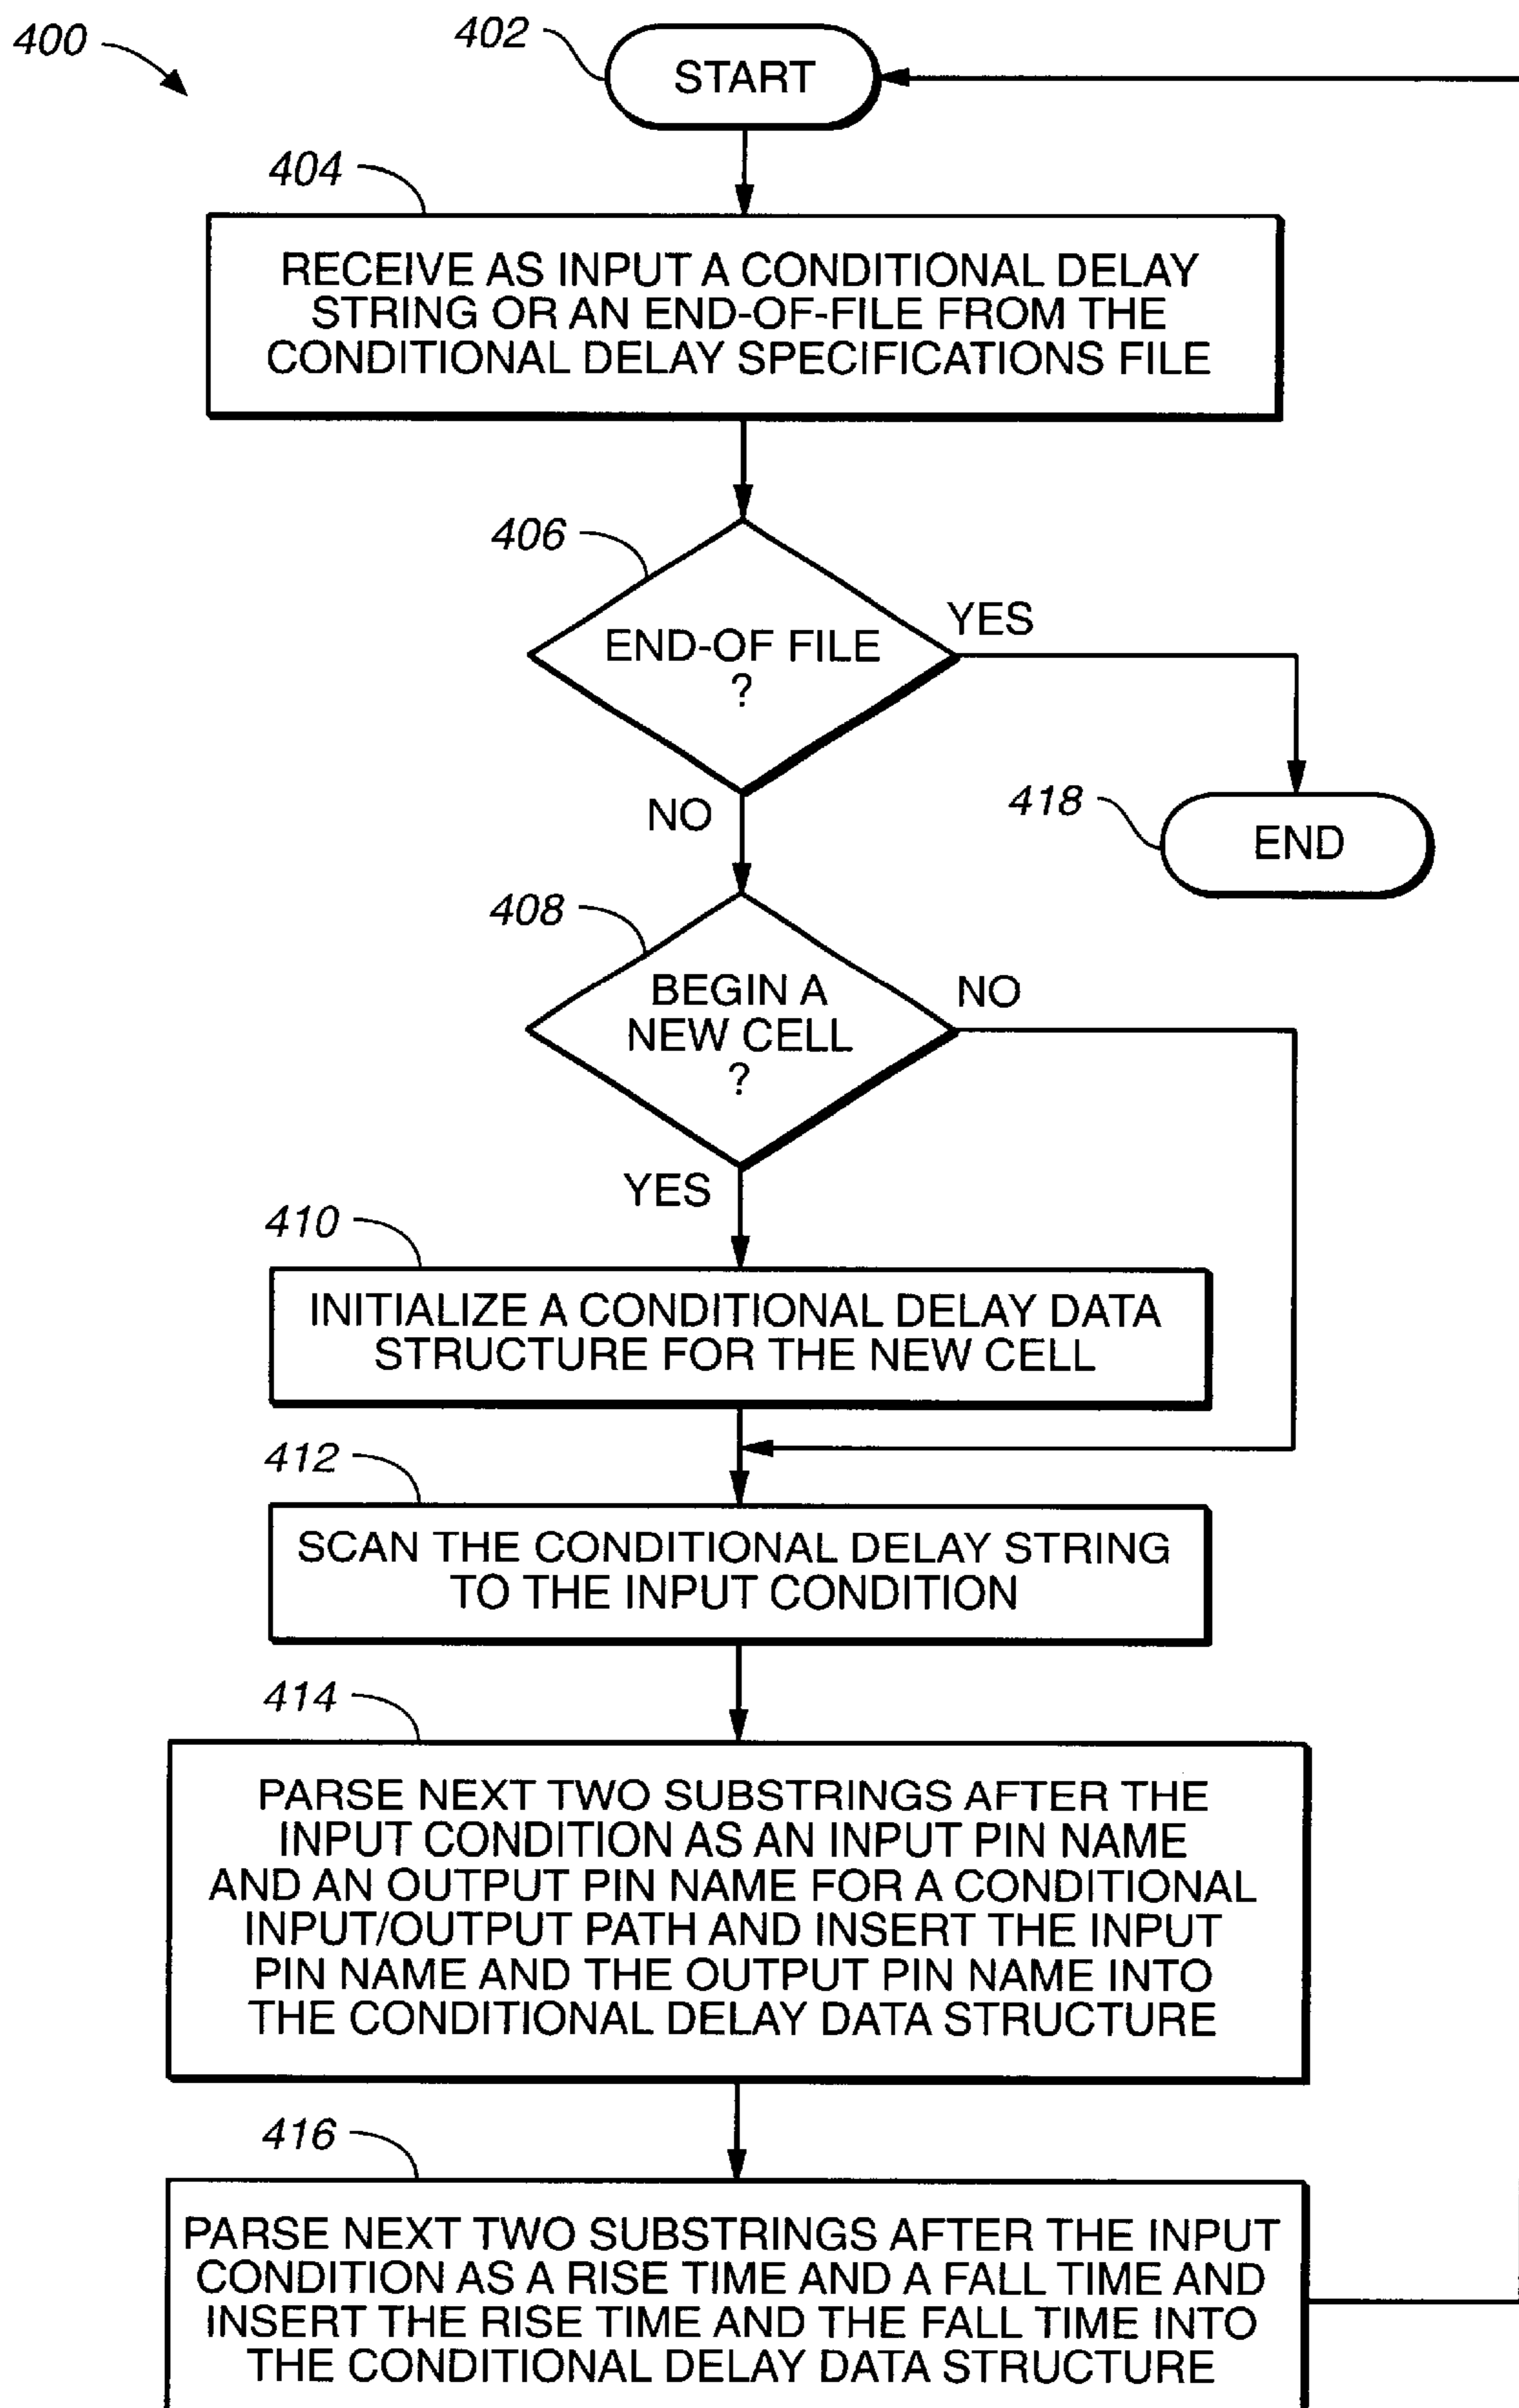 400
402
START
404
RECEIVE AS INPUT A CONDITIONAL DELAY
STRING OR AN END-OF-FILE FROM THE
CONDITIONAL DELAY SPECIFICATIONS FILE
406
END-OF FILE
?
YES
NO
418
END
408
BEGIN A
NEW CELL
?
NO
YES
410
INITIALIZE A CONDITIONAL DELAY DATA
STRUCTURE FOR THE NEW CELL
412
SCAN THE CONDITIONAL DELAY STRING
TO THE INPUT CONDITION
414
PARSE NEXT TWO SUBSTRINGS AFTER THE
INPUT CONDITION AS AN INPUT PIN NAME
AND AN OUTPUT PIN NAME FOR A CONDITIONAL
INPUT/OUTPUT PATH AND INSERT THE INPUT
PIN NAME AND THE OUTPUT PIN NAME INTO
THE CONDITIONAL DELAY DATA STRUCTURE
416
PARSE NEXT TWO SUBSTRINGS AFTER THE INPUT
CONDITION AS A RISE TIME AND A FALL TIME AND
INSERT THE RISE TIME AND THE FALL TIME INTO
THE CONDITIONAL DELAY DATA STRUCTURE